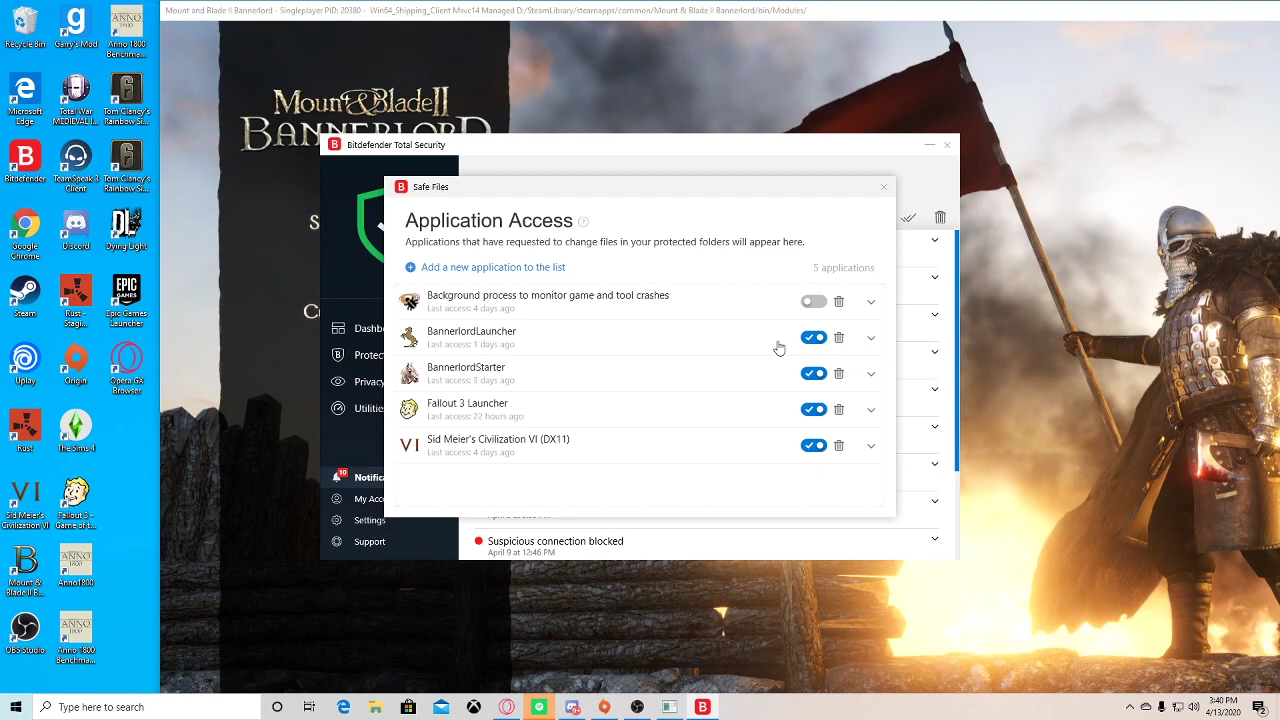 Mount and Blade II Bannerlord - Singleplayer PID: 20380 - Win64_Shipping_Client Msvc14 Managed D:/SteamLibrary/steamapps/common/Mount & Blade II Bannerlord/bin/Modules/
Recycle Bin
Garry's Mod
Anno 1800
Benchma...
Microsoft
Edge
Total War
MEDIEVAL I...
Tom Clancy's
Rainbow Si...
Bitdefender
TeamSpeak 3
Client
Tom Clancy's
Rainbow Si...
Google
Chrome
Discord
Dying Light
Steam
Rust -
Stagi...
Epic Games
Launcher
Uplay
Origin
Opera GX
Browser
Rust
The Sims 4
Sid Meier's
Civilization VI
Fallout 3 -
Game of t...
Mount &
Blade II B...
Anno1800
OBS Studio
Anno 1800
Benchma...
Mount & Blade II
BANNERLORD
S
C
Bitdefender Total Security
Safe Files
Application Access
Applications that have requested to change files in your protected folders will appear here.
Add a new application to the list
5 applications
Background process to monitor game and tool crashes
Last access: 4 days ago
BannerlordLauncher
Last access: 1 days ago
BannerlordStarter
Last access: 3 days ago
Fallout 3 Launcher
Last access: 22 hours ago
VI
Sid Meier's Civilization VI (DX11)
Last access: 4 days ago
Dashb
Protec
Privacy
Utilitie
10
Notifica
My Acc
Settings
Support
Suspicious connection blocked
April 9 at 12:46 PM
Type here to search
3:40 PM
4/13/2020
2